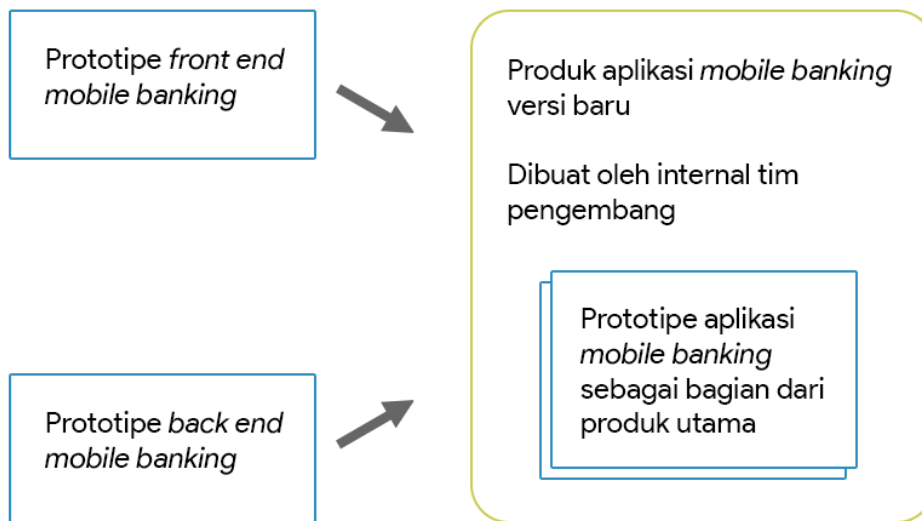 Prototipe front end
mobile banking
Produk aplikasi mobile banking
versi baru
Dibuat oleh internal tim
pengembang
Prototipe aplikasi
mobile banking
sebagai bagian dari
produk utama
Prototipe back end
mobile banking